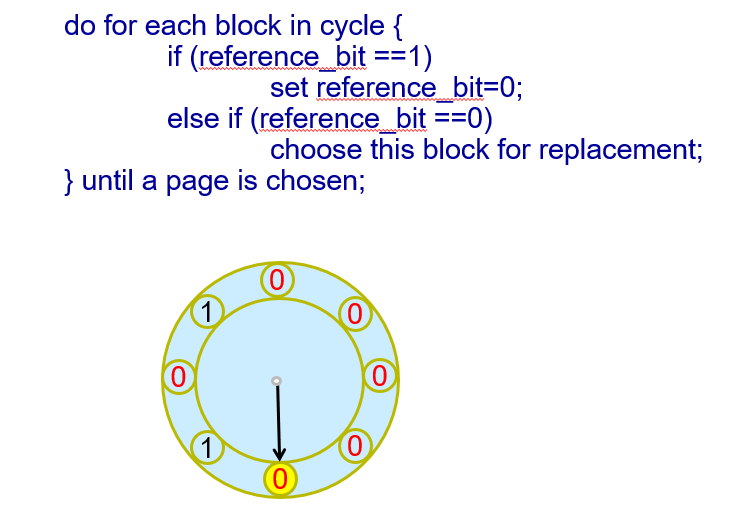 do for each block in cycle {
if (reference_bit ==1)
set reference_bit=0;
else if (reference_bit ==0)
choose this block for replacement;
} until a page is chosen;
0
1
0
0
0
1
0
0